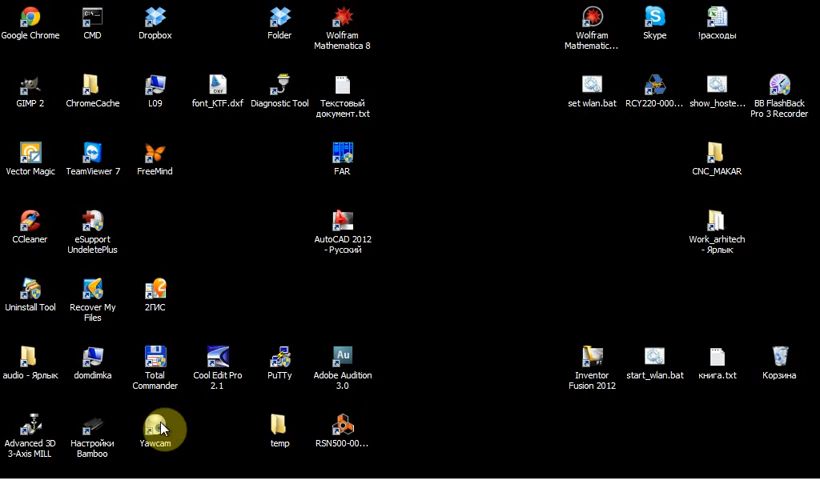 Google Chrome
CMD
Dropbox
Folder
Wolfram
Mathematica 8
Wolfram
Mathematic...
Skype
!расходы
GIMP 2
ChromeCache
L09
font_KTF.dxf
Diagnostic Tool
Текстовый
документ.txt
set wlan.bat
RCY220-000...
show_hoste...
BB FlashBack
Pro 3 Recorder
Vector Magic
TeamViewer 7
FreeMind
FAR
CNC_MAKAR
CCleaner
eSupport
UndeletePlus
AutoCAD 2012
- Русский
Work_arhitech
- Ярлык
Uninstall Tool
Recover My
Files
2ГИС
audio - Ярлык
domdimka
Total
Commander
Cool Edit Pro
2.1
PuTTy
Adobe Audition
3.0
Inventor
Fusion 2012
start_wlan.bat
книга.txt
Корзина
Advanced 3D
3-Axis MILL
Настройки
Bamboo
Yawcam
temp
RSN500-00...